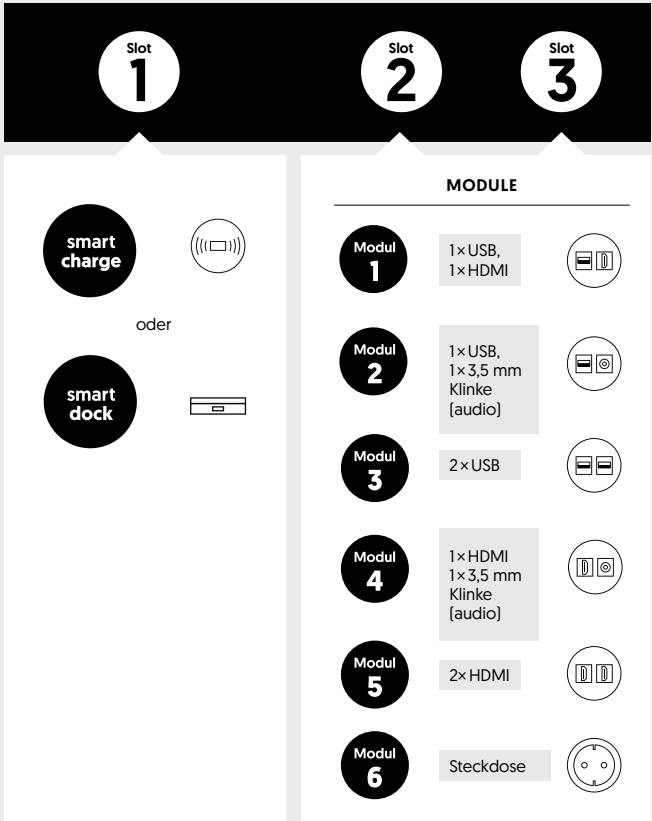 Slot
1
Slot
2
Slot
3
smart
charge
oder
smart
dock
MODULE
Modul
1
1×USB,
1×HDMI
Modul
2
1×USB,
1×3,5 mm
Klinke
(audio)
Modul
3
2×USB
Modul
4
1×HDMI
1×3,5 mm
Klinke
(audio)
Modul
5
2×HDMI
Modul
6
Steckdose